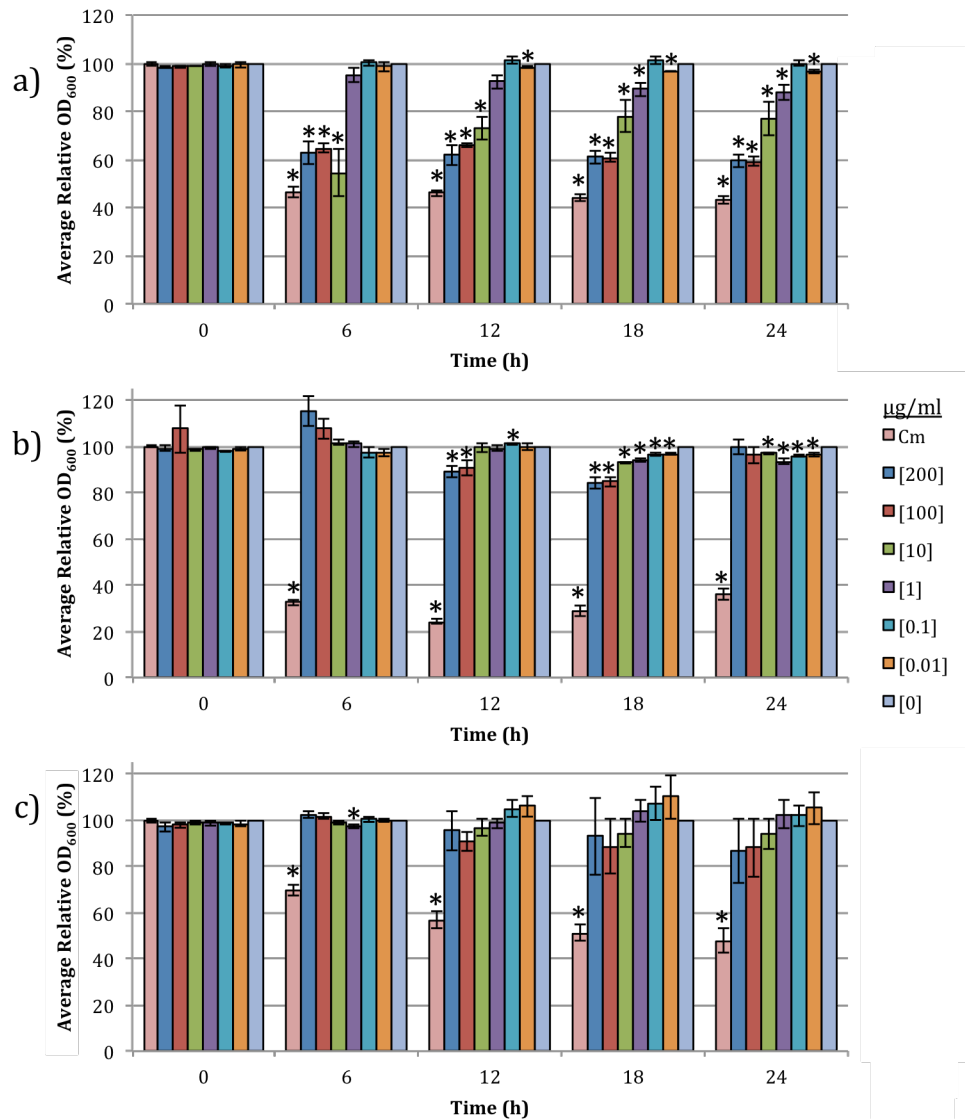 a)
Average Relative OD600 (%)
120
100
80
60
40
20
0
* * * *
* * * * *
* * * * * *
* * * * * *
0 6 12 18 24
Time (h)
b)
Average Relative OD600 (%)
120
100
80
60
40
20
0
*
* * * *
* * * * * * *
* * * * *
0 6 12 18 24
Time (h)
µg/ml
Cm
[200]
[100]
[10]
[1]
[0.1]
[0.01]
[0]
c)
Average Relative OD600 (%)
120
100
80
60
40
20
0
* *
*
*
*
0 6 12 18 24
Time (h)